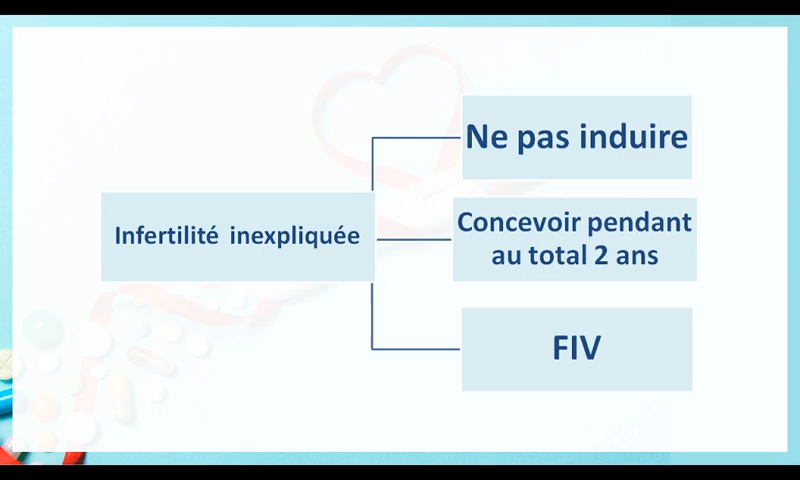 Ne pas induire
Infertilité inexpliquée
Concevoir pendant
au total 2 ans
FIV